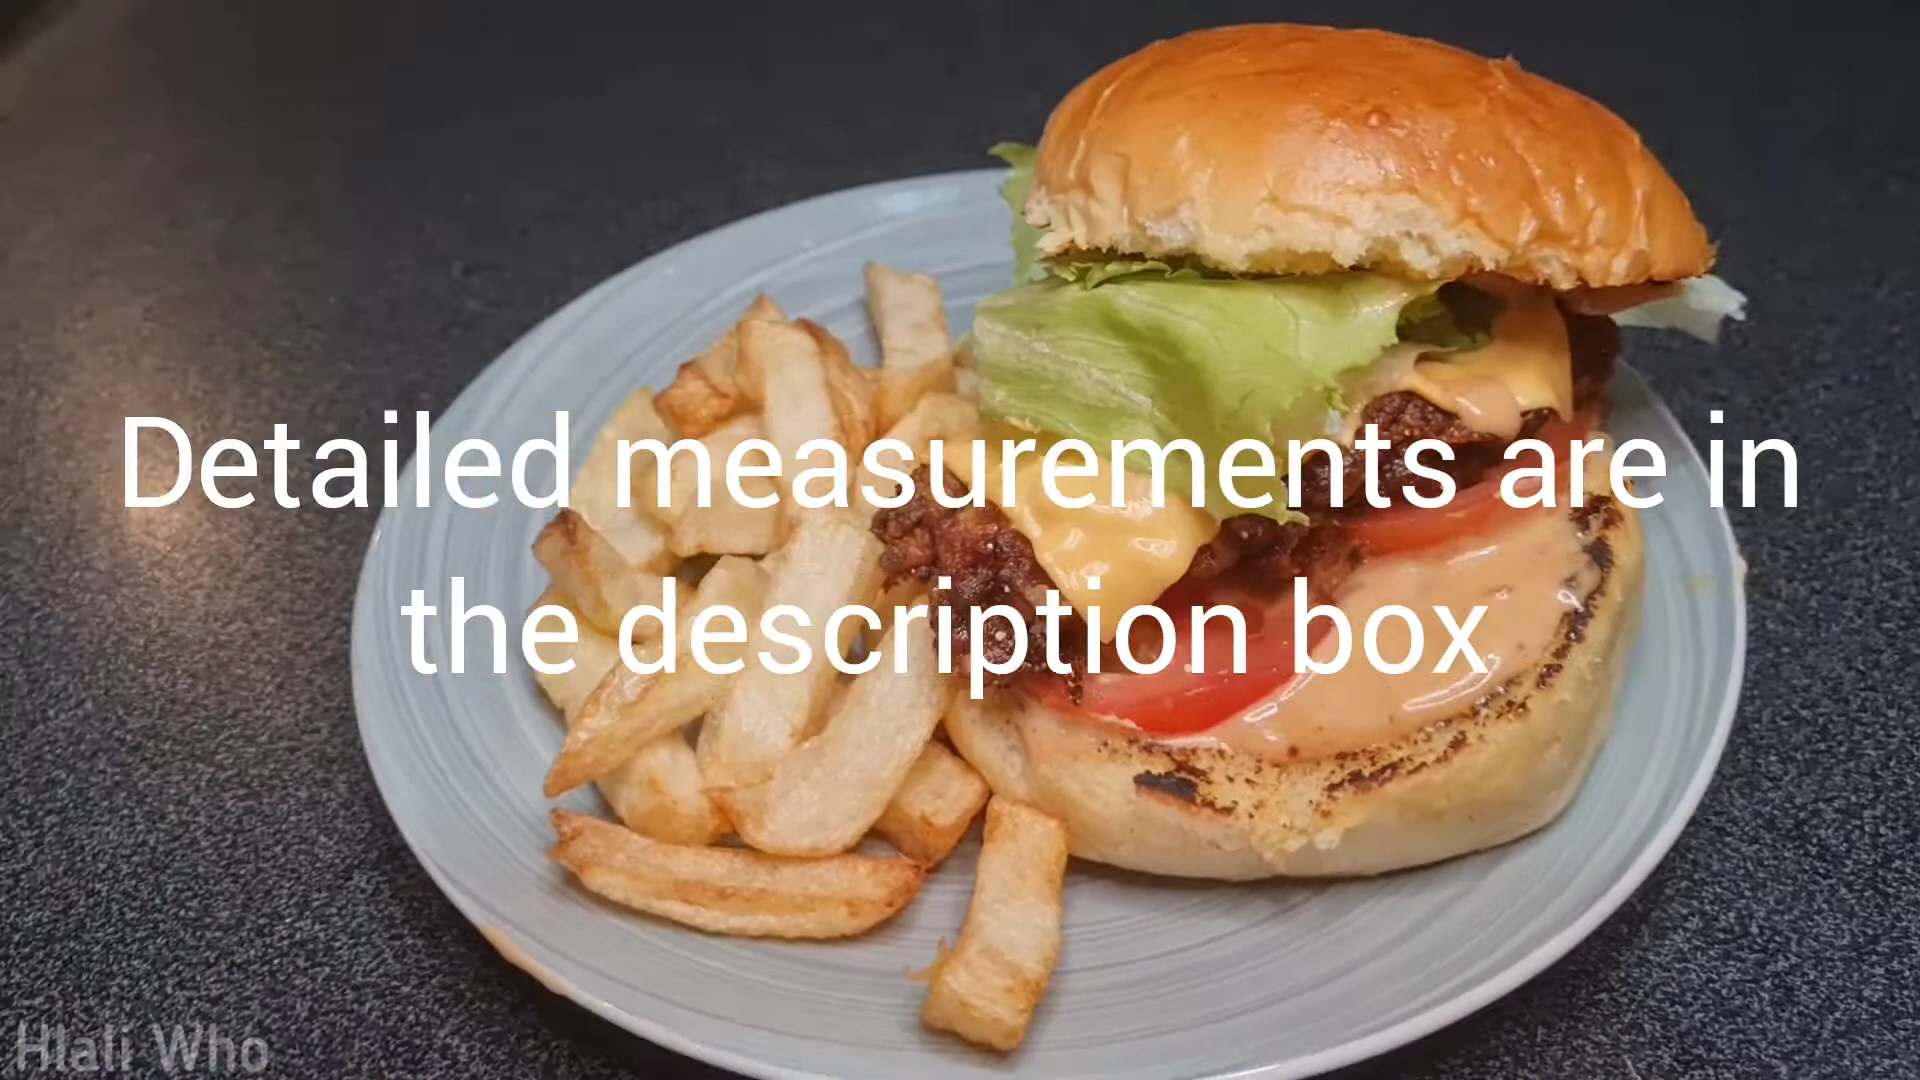 Detailed measurements are in
the description box
Hlali Who